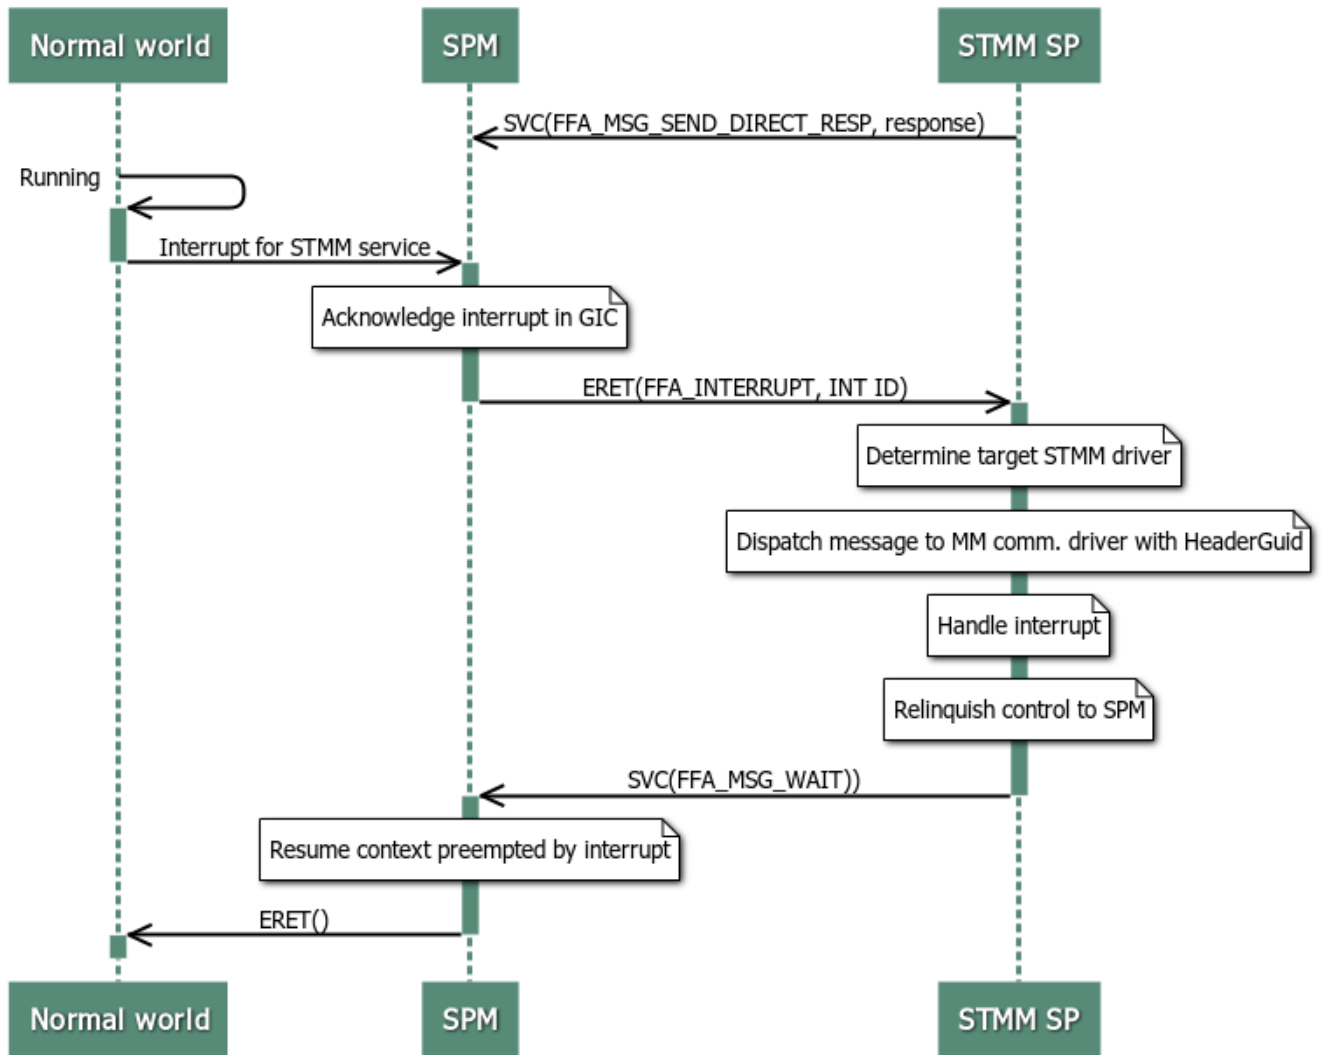 Normal world
SPM
STMM SP
SVC(FFA_MSG_SEND_DIRECT_RESP, response)
Running
Interrupt for STMM service
Acknowledge interrupt in GIC
ERET(FFA_INTERRUPT, INT ID)
Determine target STMM driver
Dispatch message to MM comm. driver with HeaderGuid
Handle interrupt
Relinquish control to SPM
SVC(FFA_MSG_WAIT))
Resume context preempted by interrupt
ERET()
Normal world
SPM
STMM SP